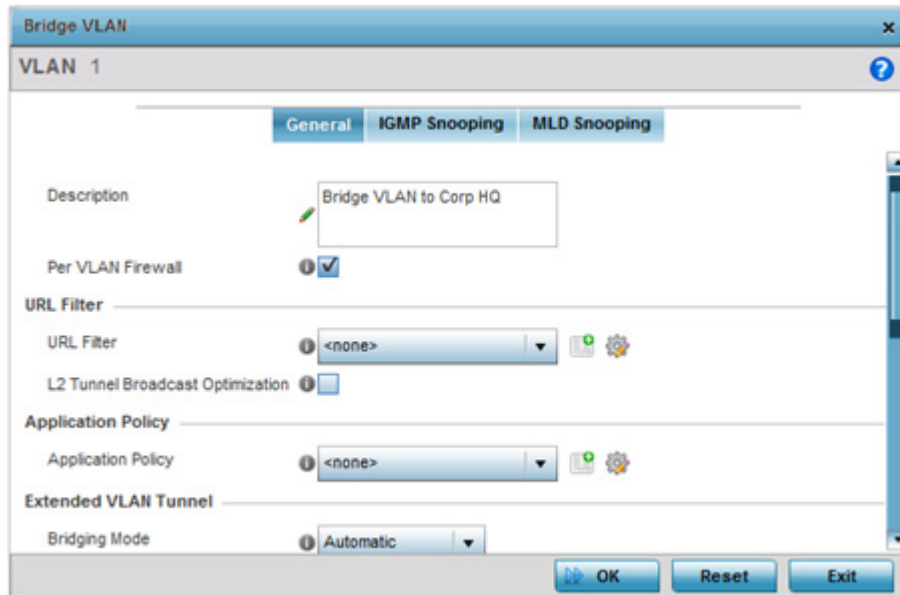 Bridge VLAN
VLAN 1
General IGMP Snooping MLD Snooping
Description Bridge VLAN to Corp HQ
Per VLAN Firewall
URL Filter
URL Filter <none>
L2 Tunnel Broadcast Optimization
Application Policy
Application Policy <none>
Extended VLAN Tunnel
Bridging Mode Automatic
OK Reset Exit